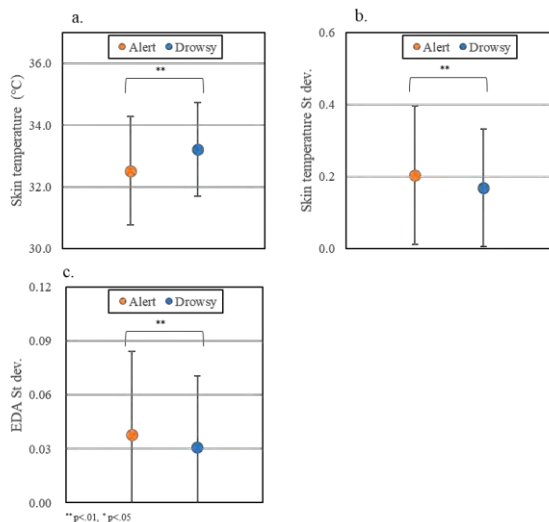 a.
Alert Drowsy
**
36.0
34.0
32.0
30.0
Skin temperature (°C)
b.
Alert Drowsy
**
0.6
0.4
0.2
0.0
Skin temperature St dev.
c.
Alert Drowsy
**
0.12
0.09
0.06
0.03
0.00
EDA St dev.
**p<.01, *p<.05